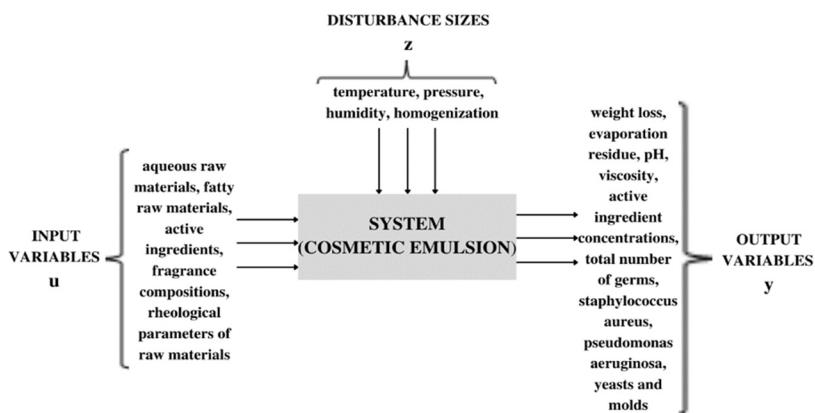 DISTURBANCE SIZES
z
temperature, pressure,
humidity, homogenization
INPUT
VARIABLES
u
aqueous raw
materials, fatty
raw materials,
active
ingredients,
fragrance
compositions,
rheological
parameters of
raw materials
SYSTEM
(COSMETIC EMULSION)
weight loss,
evaporation
residue, pH,
viscosity,
active
ingredient
concentrations,
total number
of germs,
staphylococcus
aureus,
pseudomonas
aeruginosa,
yeasts and
molds
OUTPUT
VARIABLES
y